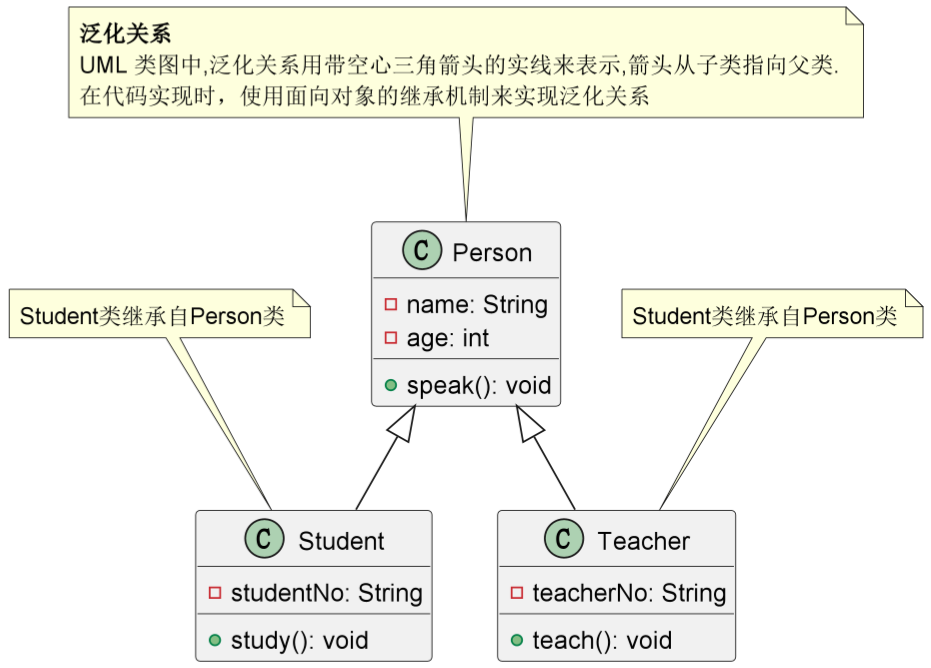 泛化关系
UML 类图中,泛化关系用带空心三角箭头的实线来表示,箭头从子类指向父类.
在代码实现时，使用面向对象的继承机制来实现泛化关系
C Person
name: String
age: int
speak(): void
Student类继承自Person类
Student类继承自Person类
C Student
studentNo: String
study(): void
C Teacher
teacherNo: String
teach(): void